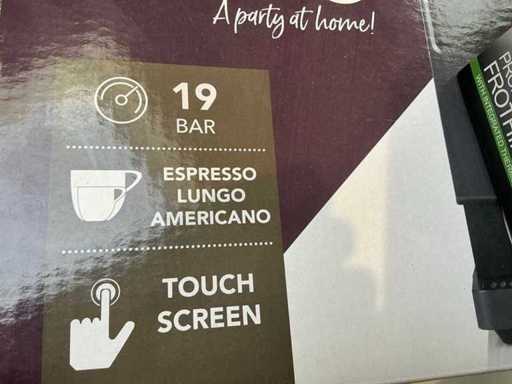 A party at home!
19
BAR
ESPRESSO
LUNGO
AMERICANO
TOUCH
SCREEN